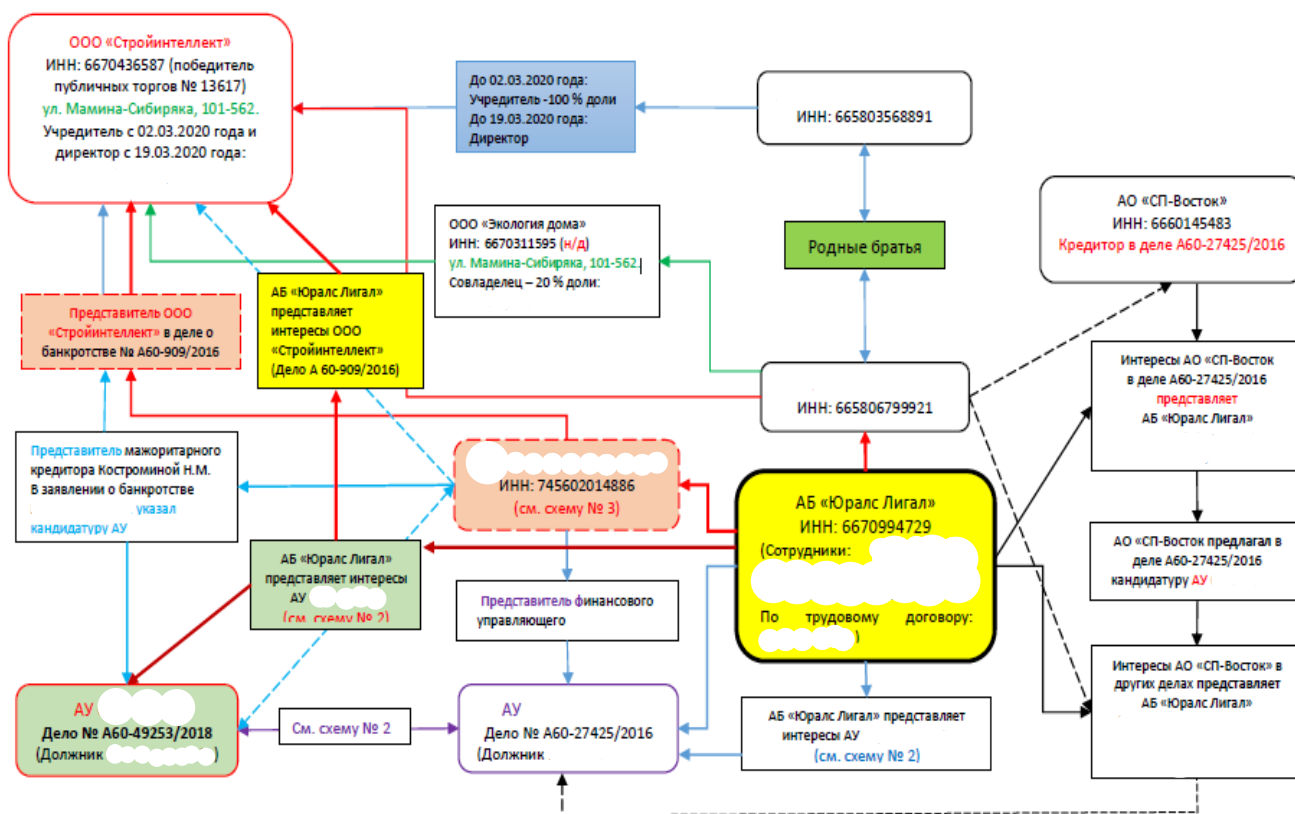 ООО «Стройинтеллект»
ИНН: 6670436587 (победитель
публичных торгов № 13617)
ул. Мамина-Сибиряка, 101-562.
Учредитель с 02.03.2020 года и
директор с 19.03.2020 года:
До 02.03.2020 года:
Учредитель -100 % доли
До 19.03.2020 года:
Директор
ИНН: 665803568891
АО «СП-Восток»
ИНН: 6660145483
Кредитор в деле А60-27425/2016
ООО «Экология дома»
ИНН: 6670311595 (н/д)
ул. Мамина-Сибиряка, 101-562.
Совладелец – 20 % доли:
Родные братья
Представитель ООО
«Стройинтеллект» в деле о
банкротстве № А60-909/2016
АБ «Юралс Лигал»
представляет
интересы ООО
«Стройинтеллект»
(Дело А 60-909/2016)
ИНН: 665806799921
Интересы АО «СП-Восток
в деле А60-27425/2016
представляет
АБ «Юралс Лигал»
Представитель мажоритарного
кредитора Костроминой Н.М.
В заявлении о банкротстве
указал
кандидатуру АУ
ИНН: 745602014886
(см. схему № 3)
АБ «Юралс Лигал»
ИНН: 6670994729
(Сотрудники:
По трудовому договору:
)
АО «СП-Восток предлагал в
деле А60-27425/2016
кандидатуру АУ
АБ «Юралс Лигал»
представляет интересы
АУ
(см. схему № 2)
Представитель финансового
управляющего
Интересы АО «СП-Восток» в
других делах представляет
АБ «Юралс Лигал»
АУ
Дело № А60-49253/2018
(Должник )
См. схему № 2
АУ
Дело № А60-27425/2016
(Должник
АБ «Юралс Лигал» представляет
интересы АУ
(см. схему № 2)